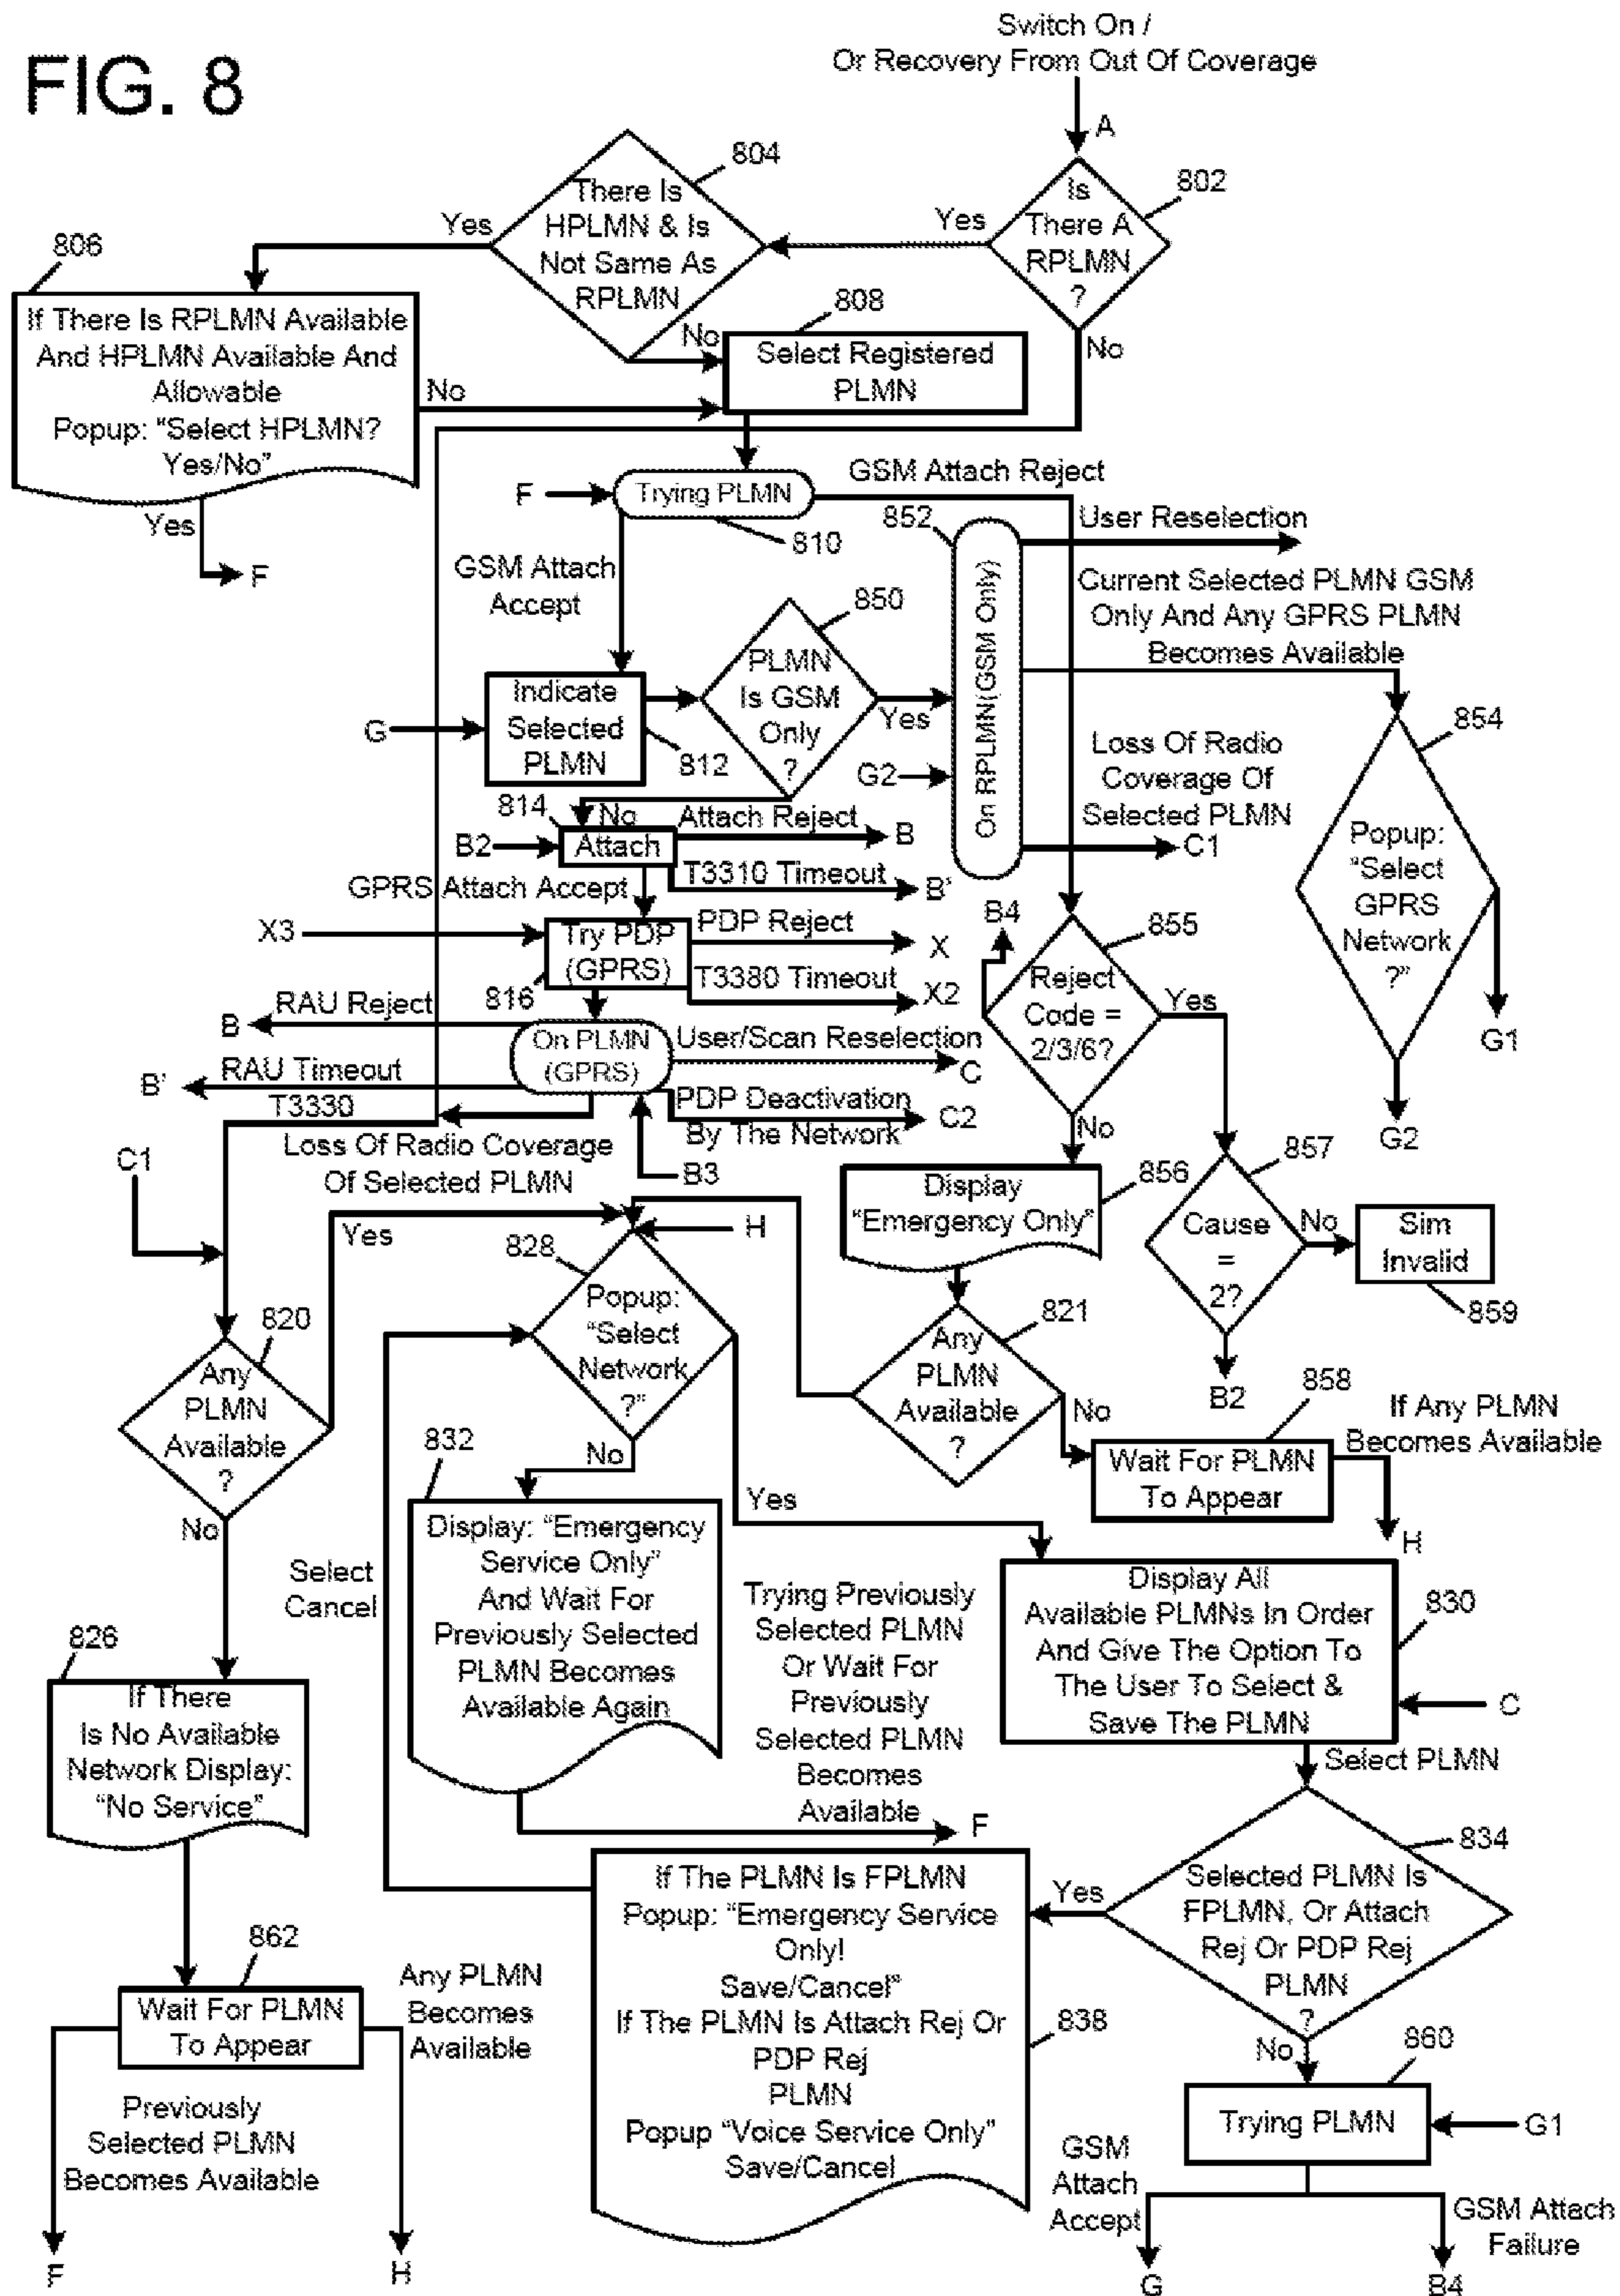 FIG. 8
Switch On /
Or Recovery From Out Of Coverage
A
802
Is
There A
RPLMN
?
Yes
No
804
There Is
HPLMN & Is
Not Same As
RPLMN
Yes
No
806
If There Is RPLMN Available
And HPLMN Available And
Allowable
Popup: “Select HPLMN?
Yes/No”
No
Yes
F
808
Select Registered
PLMN
F
Trying PLMN
810
GSM Attach Reject
GSM Attach
Accept
852
On RPLMN(GSM Only)
User Reselection
Current Selected PLMN GSM
Only And Any GPRS PLMN
Becomes Available
850
PLMN
Is GSM
Only
?
Yes
No
G
Indicate
Selected
PLMN
812
G2
Loss Of Radio
Coverage Of
Selected PLMN
C1
854
Popup:
“Select
GPRS
Network
?”
G1
G2
814
B2
Attach
Attach Reject
B
T3310 Timeout
B'
GPRS Attach Accept
X3
Try PDP
(GPRS)
816
PDP Reject
X
T3380 Timeout
X2
B4
855
Reject
Code =
2/3/6?
Yes
No
RAU Reject
B
On PLMN
(GPRS)
User/Scan Reselection
C
RAU Timeout
B'
T3330
PDP Deactivation
By The Network
C2
Loss Of Radio Coverage
Of Selected PLMN
B3
C1
856
Display
“Emergency Only”
857
Cause
=
2?
No
Sim
Invalid
859
B2
Yes
H
828
Popup:
“Select
Network
?”
No
Yes
820
Any
PLMN
Available
?
No
821
Any
PLMN
Available
?
No
858
Wait For PLMN
To Appear
If Any PLMN
Becomes Available
H
832
Display: “Emergency
Service Only”
And Wait For
Previously Selected
PLMN Becomes
Available Again
Select
Cancel
Trying Previously
Selected PLMN
Or Wait For
Previously
Selected PLMN
Becomes
Available
F
Display All
Available PLMNs In Order
And Give The Option To
The User To Select &
Save The PLMN
830
C
Select PLMN
826
If There
Is No Available
Network Display:
“No Service”
834
Selected PLMN Is
FPLMN, Or Attach
Rej Or PDP Rej
PLMN
?
Yes
No
If The PLMN Is FPLMN
Popup: “Emergency Service
Only!
Save/Cancel”
If The PLMN Is Attach Rej Or
PDP Rej
PLMN
Popup “Voice Service Only”
Save/Cancel
838
862
Wait For PLMN
To Appear
Any PLMN
Becomes
Available
Previously
Selected PLMN
Becomes Available
F
H
860
Trying PLMN
G1
GSM
Attach
Accept
G
GSM Attach
Failure
B4